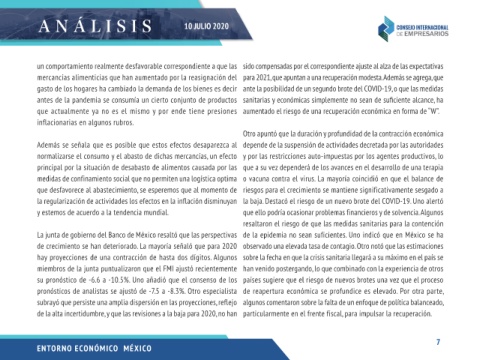 ANÁLISIS
10 JULIO 2020
CONSEJO INTERNACIONAL
DE EMPRESARIOS
un comportamiento realmente desfavorable correspondiente a que las
mercancías alimenticias que han aumentado por la reasignación del
gasto de los hogares ha cambiado la demanda de los bienes es decir
antes de la pandemia se consumía un cierto conjunto de productos
que actualmente ya no es el mismo y por ende tiene presiones
inflacionarias en algunos rubros.
Además se señala que es posible que estos efectos desaparezca al
normalizarse el consumo y el abasto de dichas mercancías, un efecto
principal por la situación de desabasto de alimentos causada por las
medidas de confinamiento social que no permiten una logística optima
que desfavorece al abastecimiento, se esperemos que al momento de
la regularización de actividades los efectos en la inflación disminuyan
y estemos de acuerdo a la tendencia mundial.
La junta de gobierno del Banco de México resaltó que las perspectivas
de crecimiento se han deteriorado. La mayoría señaló que para 2020
hay proyecciones de una contracción de hasta dos dígitos. Algunos
miembros de la junta puntualizaron que el FMI ajustó recientemente
su pronóstico de -6.6 a -10.5%. Uno añadió que el consenso de los
pronósticos de analistas se ajustó de -7.5 a -8.3%. Otro especialista
subrayó que persiste una amplia dispersión en las proyecciones, reflejo
de la alta incertidumbre, y que las revisiones a la baja para 2020, no han
sido compensadas por el correspondiente ajuste al alza de las expectativas
para 2021, que apuntan a una recuperación modesta. Además se agrega, que
ante la posibilidad de un segundo brote del COVID-19, o que las medidas
sanitarias y económicas simplemente no sean de suficiente alcance, ha
aumentado el riesgo de una recuperación económica en forma de "W".
Otro apuntó que la duración y profundidad de la contracción económica
depende de la suspensión de actividades decretada por las autoridades
y por las restricciones auto-impuestas por los agentes productivos, lo
que a su vez dependerá de los avances en el desarrollo de una terapia
o vacuna contra el virus. La mayoría coincidió en que el balance de
riesgos para el crecimiento se mantiene significativamente sesgado a
la baja. Destacó el riesgo de un nuevo brote del COVID-19. Uno alertó
que ello podría ocasionar problemas financieros y de solvencia. Algunos
resaltaron el riesgo de que las medidas sanitarias para la contención
de la epidemia no sean suficientes. Uno indicó que en México se ha
observado una elevada tasa de contagio. Otro notó que las estimaciones
sobre la fecha en que la crisis sanitaria llegará a su máximo en el país se
han venido postergando, lo que combinado con la experiencia de otros
países sugiere que el riesgo de nuevos brotes una vez que el proceso
de reapertura económica se profundice es elevado. Por otra parte,
algunos comentaron sobre la falta de un enfoque de política balanceado,
particularmente en el frente fiscal, para impulsar la recuperación.
ENTORNO ECONÓMICO MÉXICO
7